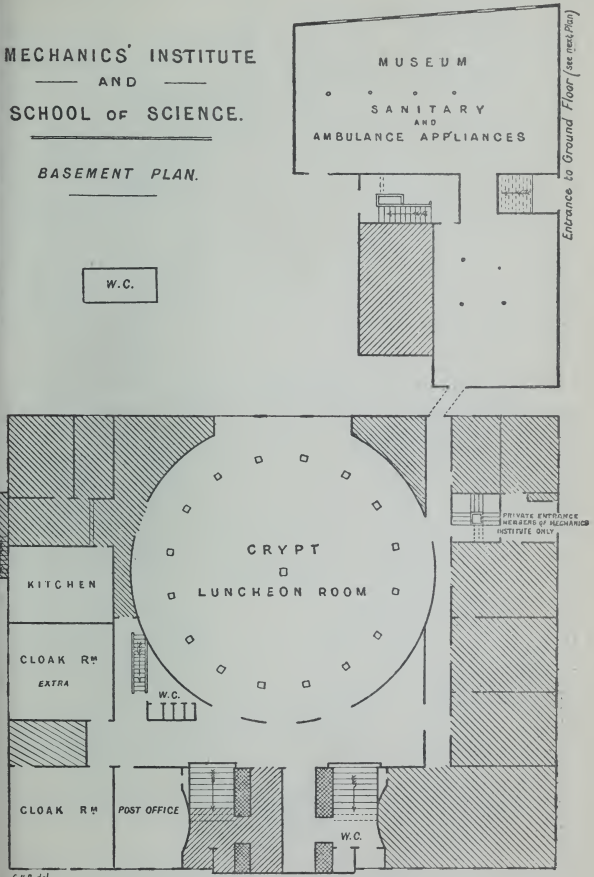 MECHANICS' INSTITUTE
AND
SCHOOL OF SCIENCE.
BASEMENT PLAN.
W.C.
MUSEUM
SANITARY
AND
AMBULANCE APPLIANCES
Entrance to Ground Floor (see next Plan)
CRYPT
LUNCHEON ROOM
PRIVATE ENTRANCE
MEMBERS OF MECHANICS
INSTITUTE ONLY
KITCHEN
CLOAK RM
EXTRA
W.C.
CLOAK RM
POST OFFICE
W.C.